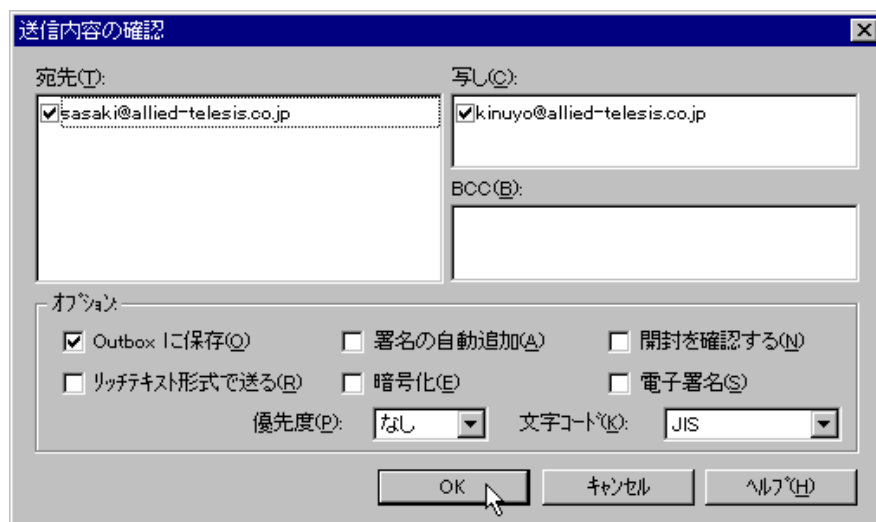 送信内容の確認
宛先(T):
sasaki@allied-telesis.co.jp
写し(C):
kinuyo@allied-telesis.co.jp
BCC(B):
ｵﾌﾟｼｮﾝ:
Outbox に保存(O) 署名の自動追加(A) 開封を確認する(N)
ﾘｯﾁﾃｷｽﾄ形式で送る(R) 暗号化(E) 電子署名(S)
優先度(P): なし 文字ｺｰﾄﾞ(K): JIS
OK ｷｬﾝｾﾙ ﾍﾙﾌﾟ(H)